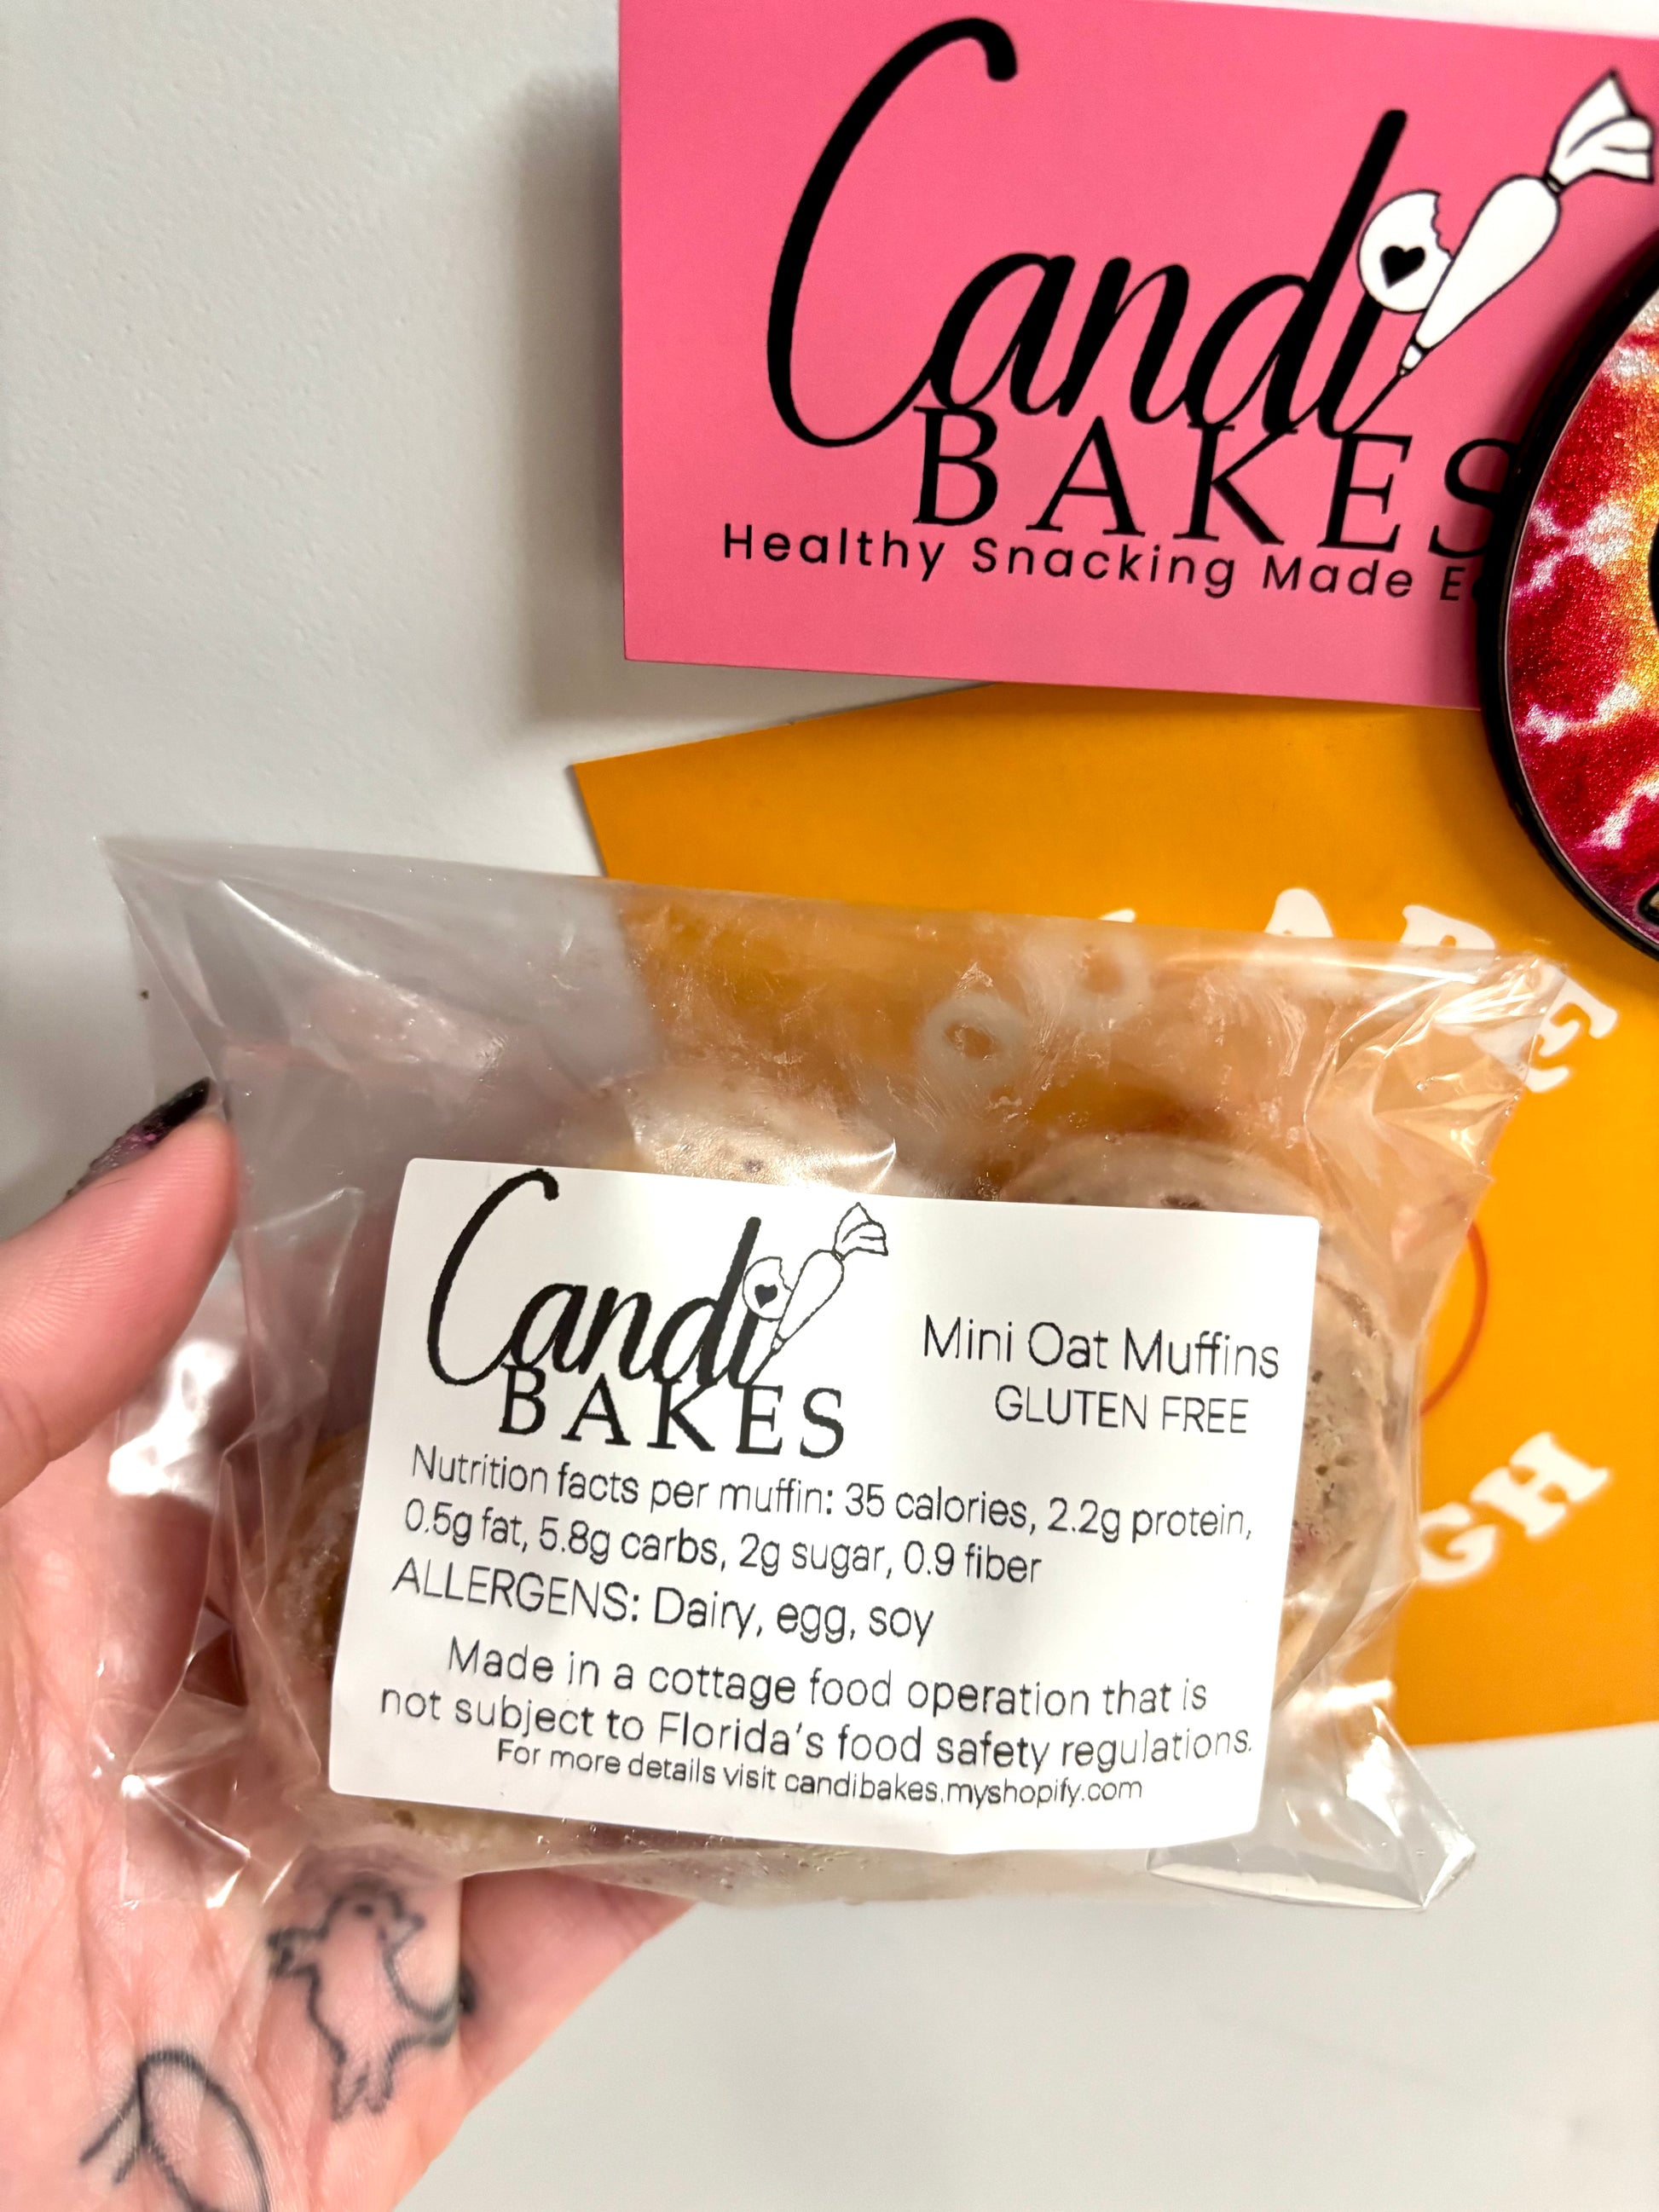 Candi
BAKES
Healthy Snacking Made
ARE
GH
Candi
BAKES
Mini Oat Muffins
GLUTEN FREE
Nutrition facts per muffin: 35 calories, 2.2g protein,
0.5g fat, 5.8g carbs, 2g sugar, 0.9 fiber
ALLERGENS: Dairy, egg, soy
Made in a cottage food operation that is
not subject to Florida's food safety regulations.
For more details visit candibakes.myshopify.com